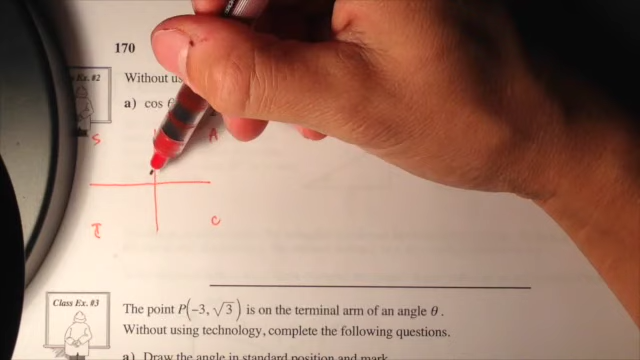 170
Ex. #2
Without us
a) cos θ
S A
T C
Class Ex. #3
The point P(−3, √3) is on the terminal arm of an angle θ.
Without using technology, complete the following questions.
a) Draw the angle in standard position and mark